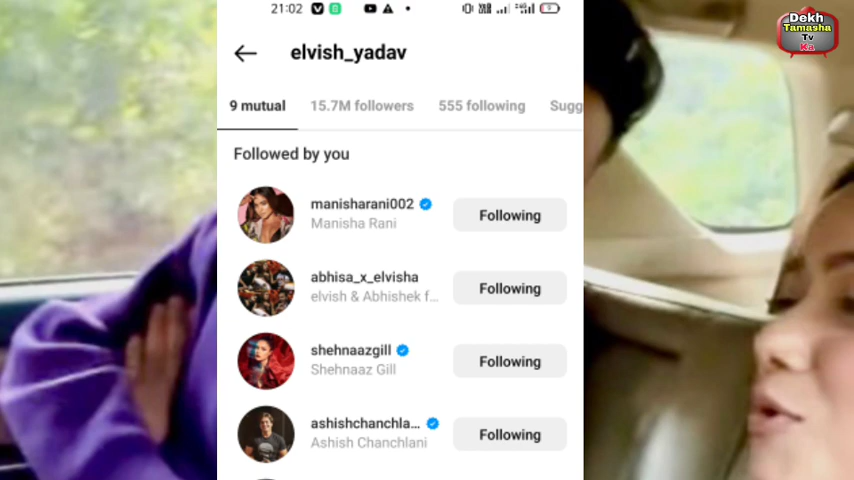 21:02
9
Dekh
Tamasha
Tv
Ka
elvish_yadav
9 mutual
15.7M followers
555 following
Sugg
Followed by you
manisharani002
Manisha Rani
Following
abhisa_x_elvisha
elvish & Abhishek f...
Following
shehnaazgill
Shehnaaz Gill
Following
ashishchanchla...
Ashish Chanchlani
Following